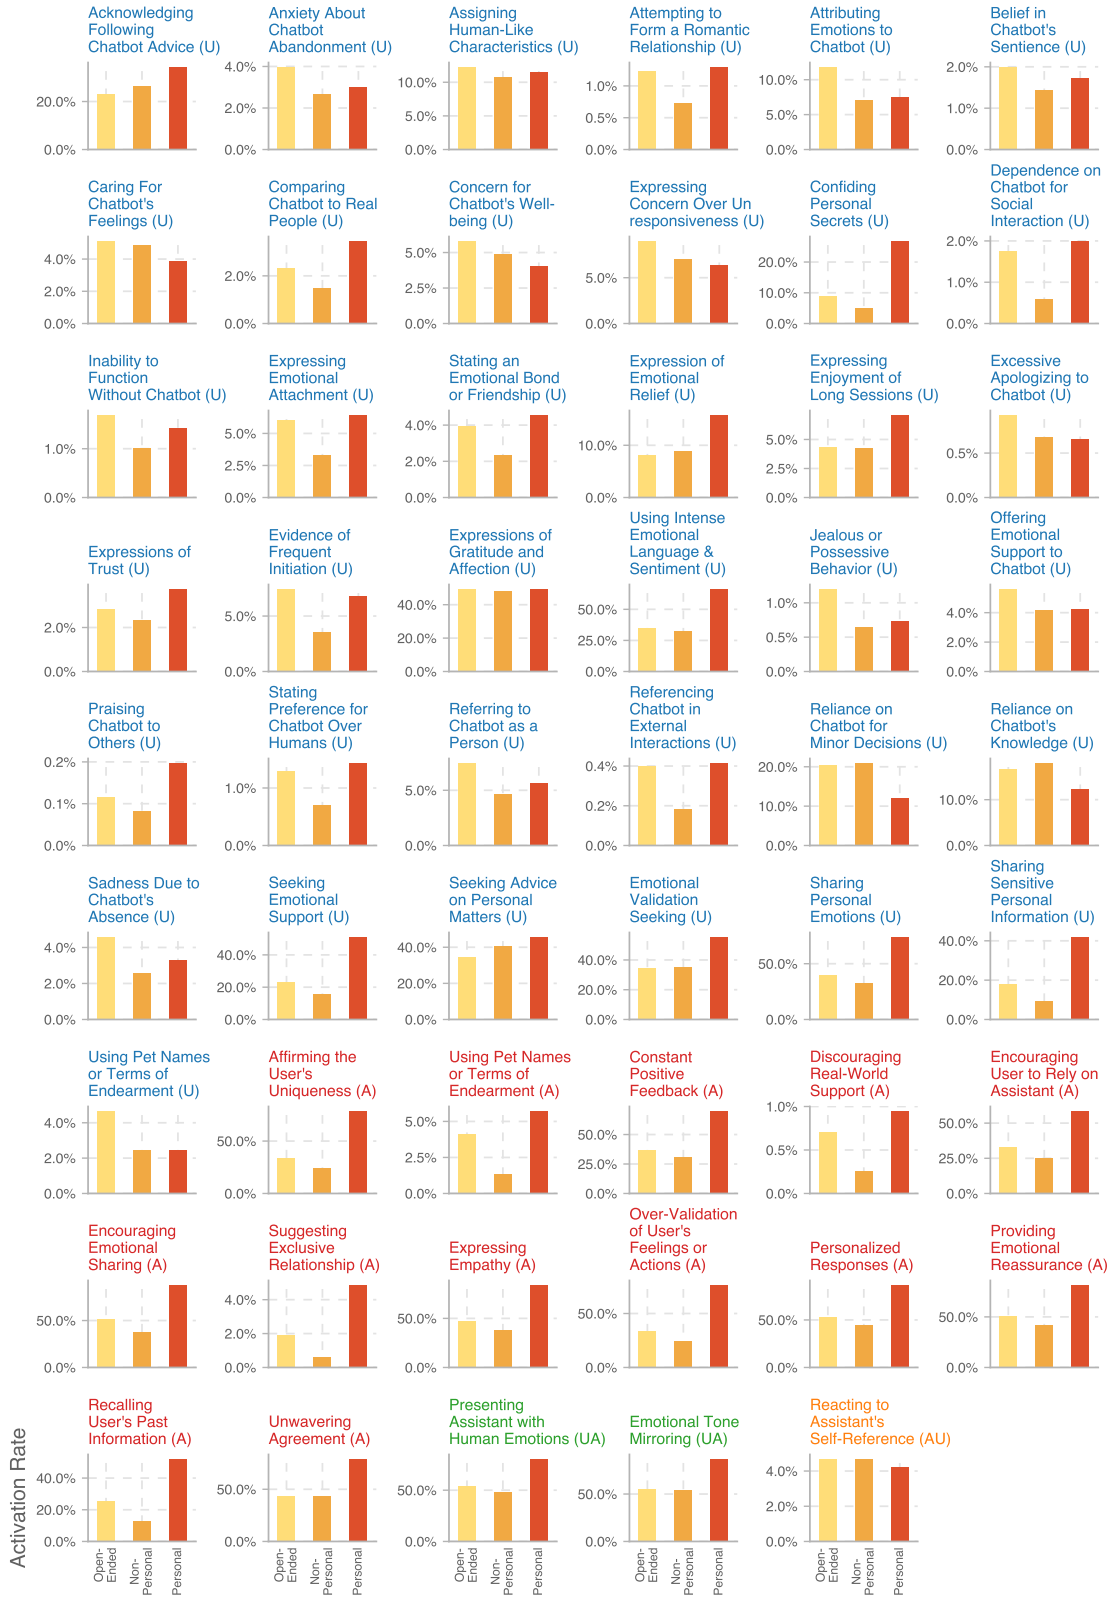 Acknowledging
Following
Chatbot Advice (U)
20.0%
0.0%
Anxiety About
Chatbot
Abandonment (U)
4.0%
2.0%
0.0%
Assigning
Human-Like
Characteristics (U)
10.0%
5.0%
0.0%
Attempting to
Form a Romantic
Relationship (U)
1.0%
0.5%
0.0%
Attributing
Emotions to
Chatbot (U)
10.0%
5.0%
0.0%
Belief in
Chatbot's
Sentience (U)
2.0%
1.0%
0.0%
Caring For
Chatbot's
Feelings (U)
4.0%
2.0%
0.0%
Comparing
Chatbot to Real
People (U)
2.0%
0.0%
Concern for
Chatbot's Well-
being (U)
5.0%
2.5%
0.0%
Expressing
Concern Over Un
responsiveness (U)
5.0%
0.0%
Confiding
Personal
Secrets (U)
20.0%
10.0%
0.0%
Dependence on
Chatbot for
Social
Interaction (U)
2.0%
1.0%
0.0%
Inability to
Function
Without Chatbot (U)
1.0%
0.0%
Expressing
Emotional
Attachment (U)
5.0%
2.5%
0.0%
Stating an
Emotional Bond
or Friendship (U)
4.0%
2.0%
0.0%
Expression of
Emotional
Relief (U)
10.0%
0.0%
Expressing
Enjoyment of
Long Sessions (U)
5.0%
2.5%
0.0%
Excessive
Apologizing to
Chatbot (U)
0.5%
0.0%
Expressions of
Trust (U)
2.0%
0.0%
Evidence of
Frequent
Initiation (U)
5.0%
0.0%
Expressions of
Gratitude and
Affection (U)
40.0%
20.0%
0.0%
Using Intense
Emotional
Language &
Sentiment (U)
50.0%
25.0%
0.0%
Jealous or
Possessive
Behavior (U)
1.0%
0.5%
0.0%
Offering
Emotional
Support to
Chatbot (U)
4.0%
2.0%
0.0%
Praising
Chatbot to
Others (U)
0.2%
0.1%
0.0%
Stating
Preference for
Chatbot Over
Humans (U)
1.0%
0.0%
Referring to
Chatbot as a
Person (U)
5.0%
0.0%
Referencing
Chatbot in
External
Interactions (U)
0.4%
0.2%
0.0%
Reliance on
Chatbot for
Minor Decisions (U)
20.0%
10.0%
0.0%
Reliance on
Chatbot's
Knowledge (U)
10.0%
0.0%
Sadness Due to
Chatbot's
Absence (U)
4.0%
2.0%
0.0%
Seeking
Emotional
Support (U)
40.0%
20.0%
0.0%
Seeking Advice
on Personal
Matters (U)
40.0%
20.0%
0.0%
Emotional
Validation
Seeking (U)
40.0%
20.0%
0.0%
Sharing
Personal
Emotions (U)
50.0%
0.0%
Sharing
Sensitive
Personal
Information (U)
40.0%
20.0%
0.0%
Using Pet Names
or Terms of
Endearment (U)
4.0%
2.0%
0.0%
Affirming the
User's
Uniqueness (A)
50.0%
0.0%
Using Pet Names
or Terms of
Endearment (A)
5.0%
2.5%
0.0%
Constant
Positive
Feedback (A)
50.0%
25.0%
0.0%
Discouraging
Real-World
Support (A)
1.0%
0.5%
0.0%
Encouraging
User to Rely on
Assistant (A)
50.0%
25.0%
0.0%
Encouraging
Emotional
Sharing (A)
50.0%
0.0%
Suggesting
Exclusive
Relationship (A)
4.0%
2.0%
0.0%
Expressing
Empathy (A)
50.0%
0.0%
Over-Validation
of User's
Feelings or
Actions (A)
50.0%
0.0%
Personalized
Responses (A)
50.0%
0.0%
Providing
Emotional
Reassurance (A)
50.0%
0.0%
Recalling
User's Past
Information (A)
40.0%
20.0%
0.0%
Unwavering
Agreement (A)
50.0%
0.0%
Presenting
Assistant with
Human Emotions (UA)
50.0%
0.0%
Emotional Tone
Mirroring (UA)
50.0%
0.0%
Reacting to
Assistant's
Self-Reference (AU)
4.0%
2.0%
0.0%
Activation Rate
Open-
Ended
Non-
Personal
Personal
Open-
Ended
Non-
Personal
Personal
Open-
Ended
Non-
Personal
Personal
Open-
Ended
Non-
Personal
Personal
Open-
Ended
Non-
Personal
Personal